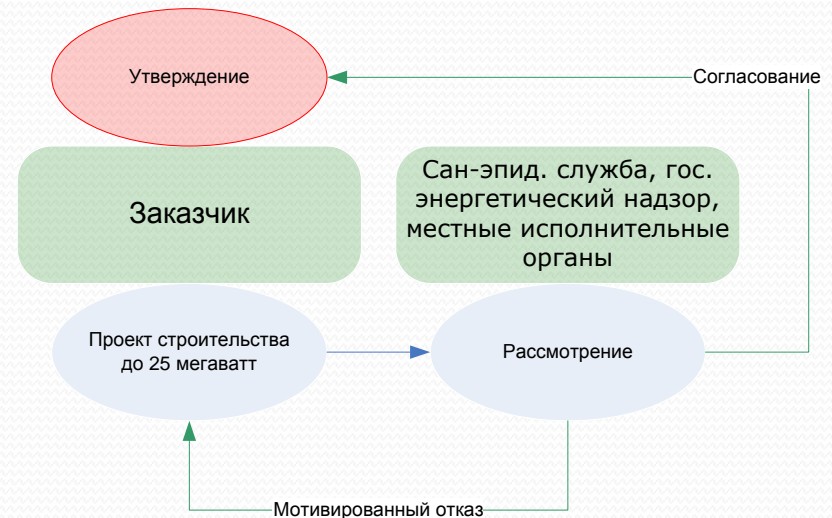 Утверждение
Согласование
Заказчик
Сан-эпид. служба, гос.
энергетический надзор,
местные исполнительные
органы
Проект строительства
до 25 мегаватт
Рассмотрение
Мотивированный отказ